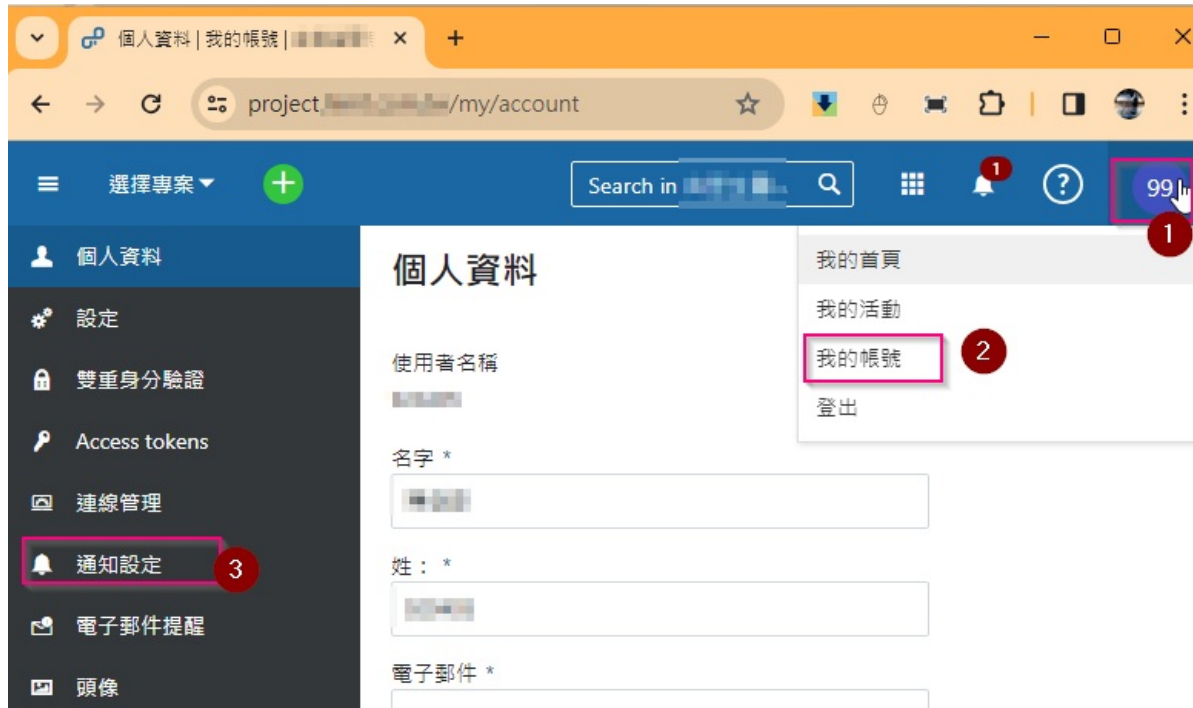 個人資料 | 我的帳號 |
project. /my/account
選擇專案
Search in
1
99
1
個人資料
設定
雙重身分驗證
Access tokens
連線管理
通知設定
3
電子郵件提醒
頭像
個人資料
使用者名稱
名字 *
姓： *
電子郵件 *
我的首頁
我的活動
我的帳號
2
登出